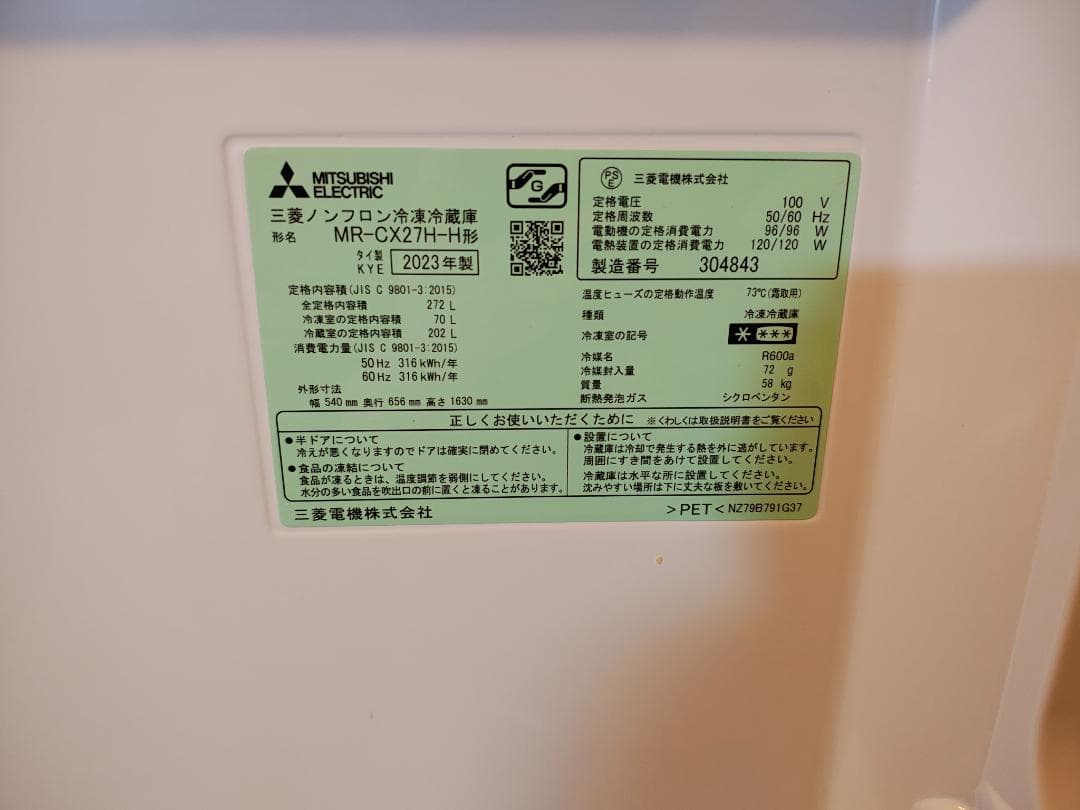 MITSUBISHI
ELECTRIC
三菱ノンフロン冷凍冷蔵庫
形名 MR-CX27H-H形
タイ製
KYE 2023年製
定格内容積(JIS C 9801-3:2015)
全定格内容積 272 L
冷凍室の定格内容積 70 L
冷蔵室の定格内容積 202 L
消費電力量(JIS C 9801-3:2015)
50Hz 316kWh/年
60Hz 316kWh/年
外形寸法
幅 540mm 奥行 656mm 高さ 1630mm
G
PS
E
三菱電機株式会社
定格電圧 100 V
定格周波数 50/60 Hz
電動機の定格消費電力 96/96 W
電熱装置の定格消費電力 120/120 W
製造番号 304843
温度ヒューズの定格動作温度 73℃(霜取用)
種類 冷凍冷蔵庫
冷凍室の記号 * ***
冷媒名 R600a
冷媒封入量 72 g
質量 58 kg
断熱発泡ガス シクロペンタン
正しくお使いいただくために ※くわしくは取扱説明書をご覧ください
●半ドアについて
冷えが悪くなりますのでドアは確実に閉めてください。
●食品の凍結について
食品が凍るときは、温度調節を弱側にしてください。
水分の多い食品を吹出口の前に置くと凍ることがあります。
●設置について
冷蔵庫は冷却で発生する熱を外に逃がしています。
周囲にすき間をあけて設置してください。
冷蔵庫は水平な所に設置してください。
沈みやすい場所は下に丈夫な板を敷いてください。
三菱電機株式会社 >PET< NZ79B791G37